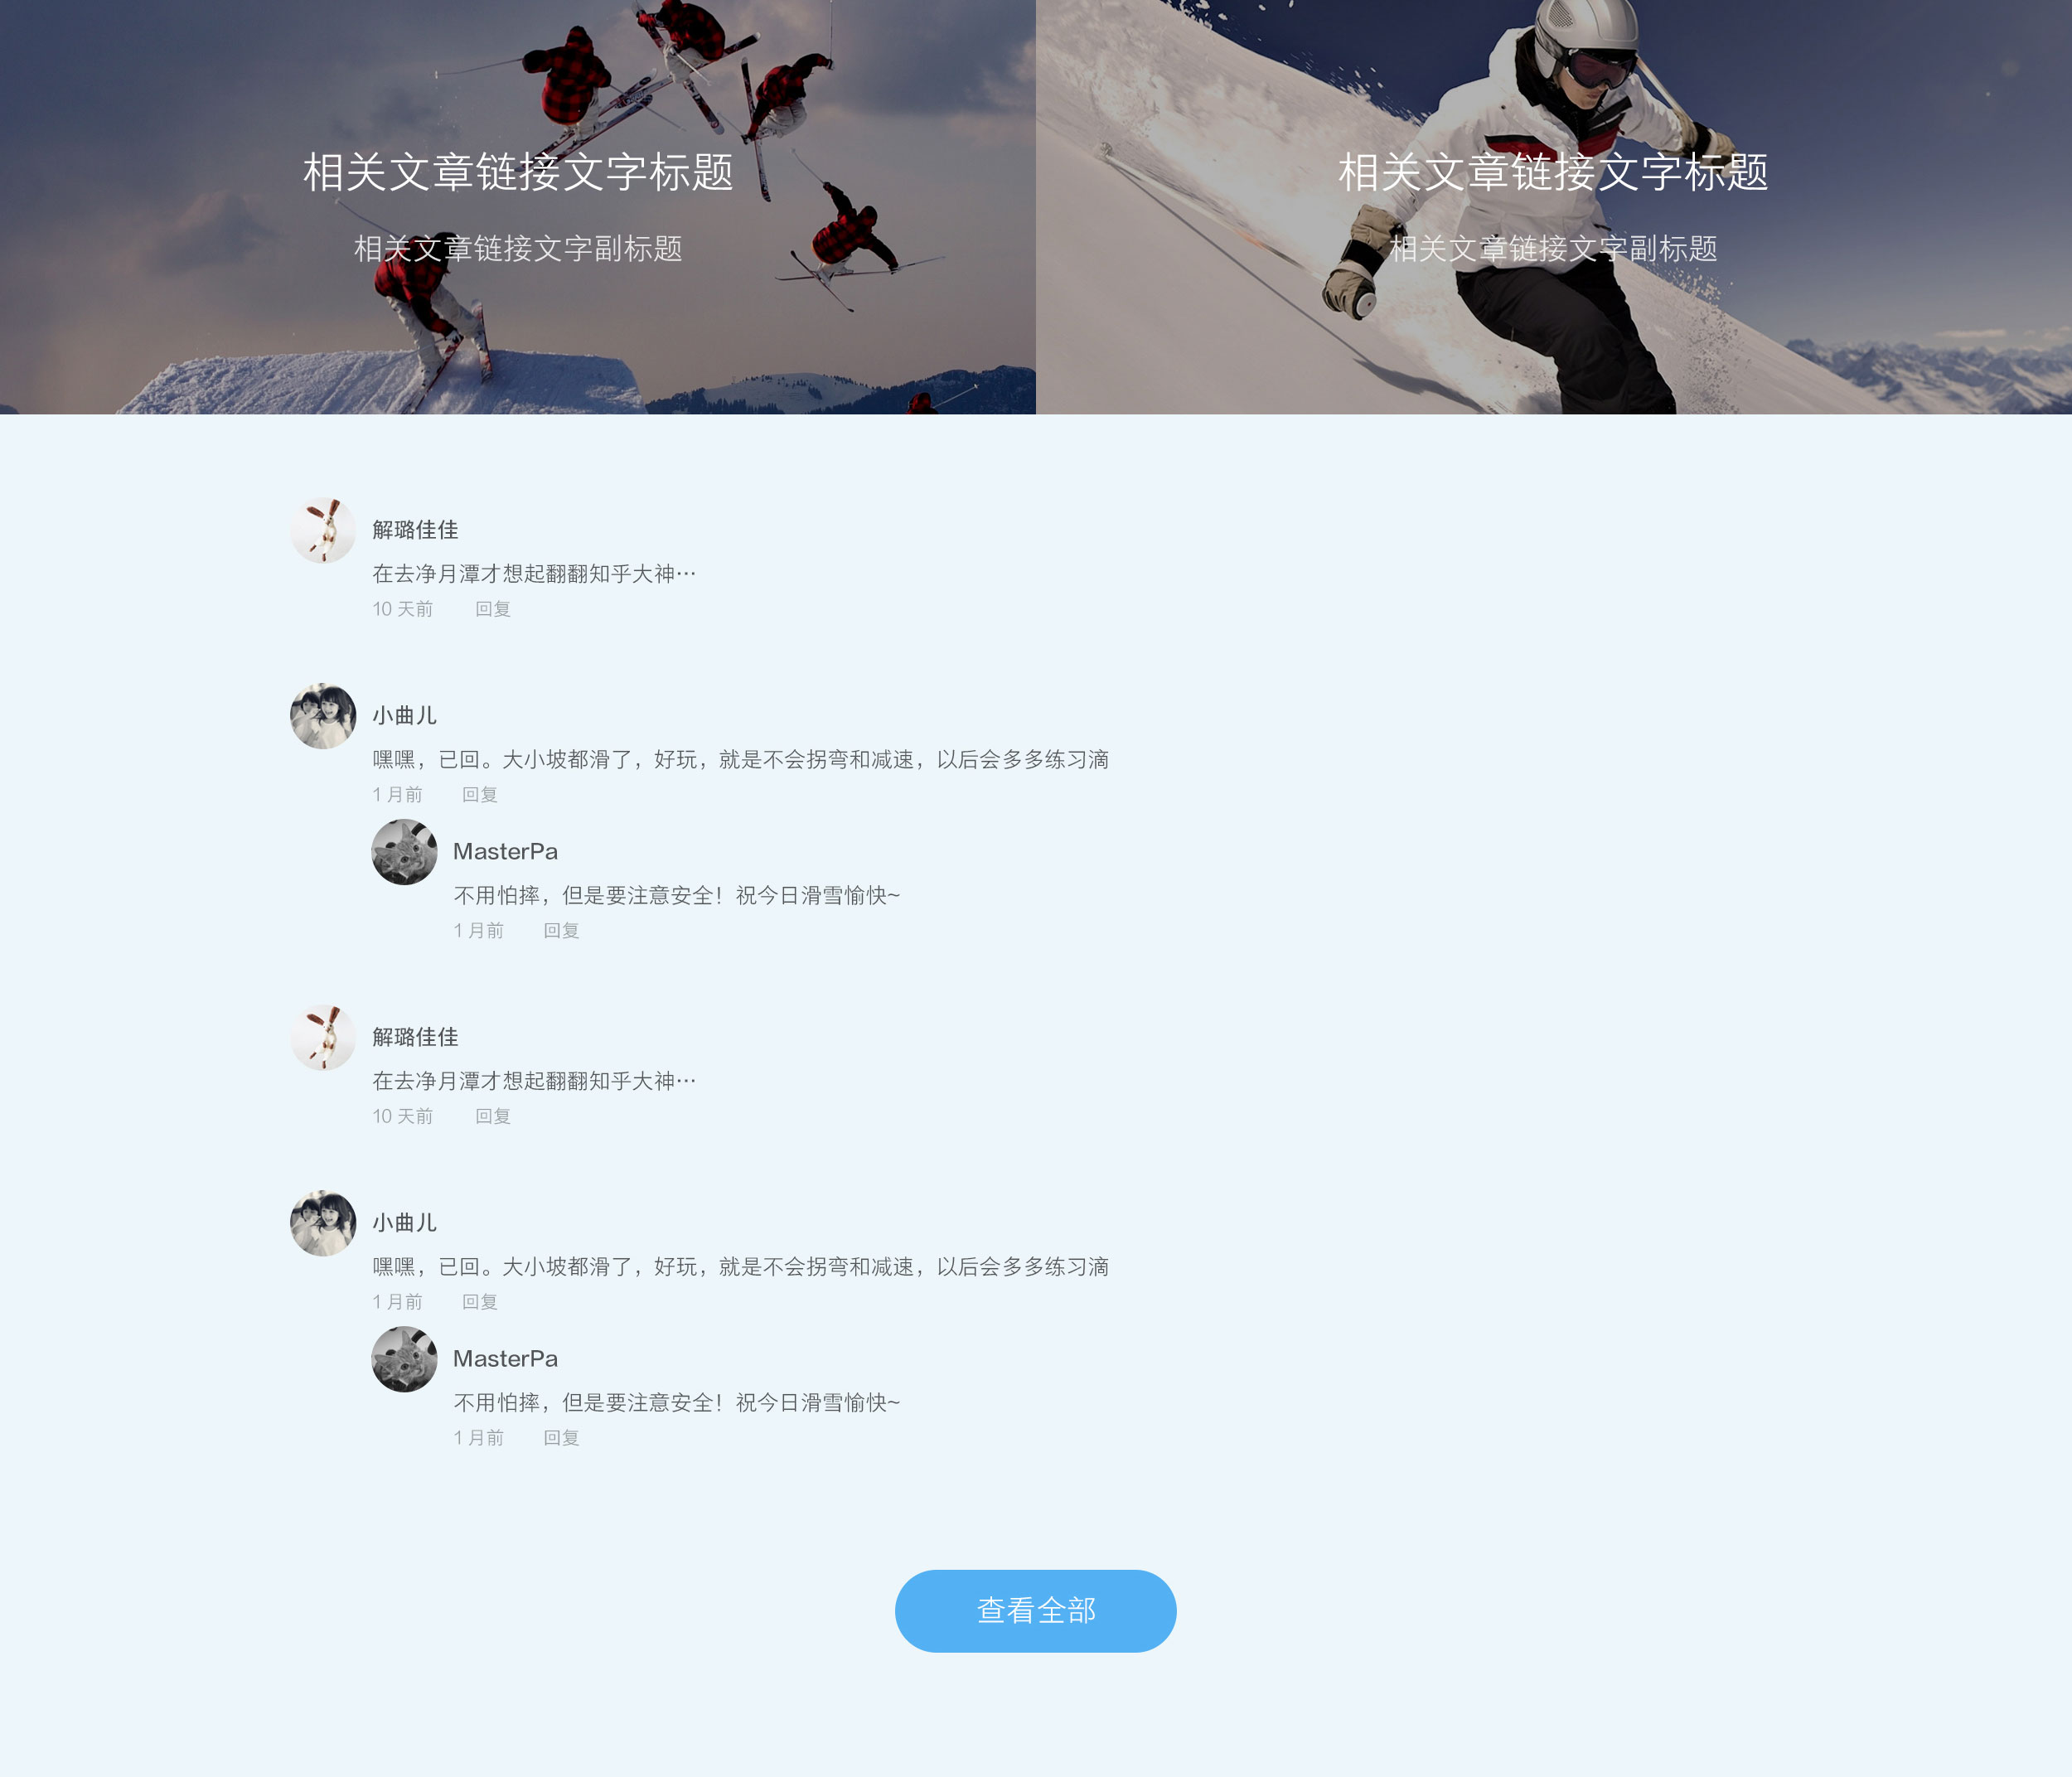 相关文章链接文字标题
相关文章链接文字副标题
相关文章链接文字标题
相关文章链接文字副标题
解璐佳佳
在去净月潭才想起翻翻知乎大神…
10 天前 回复
小曲儿
嘿嘿，已回。大小坡都滑了，好玩，就是不会拐弯和减速，以后会多多练习滴
1 月前 回复
MasterPa
不用怕摔，但是要注意安全！祝今日滑雪愉快~
1 月前 回复
解璐佳佳
在去净月潭才想起翻翻知乎大神…
10 天前 回复
小曲儿
嘿嘿，已回。大小坡都滑了，好玩，就是不会拐弯和减速，以后会多多练习滴
1 月前 回复
MasterPa
不用怕摔，但是要注意安全！祝今日滑雪愉快~
1 月前 回复
查看全部